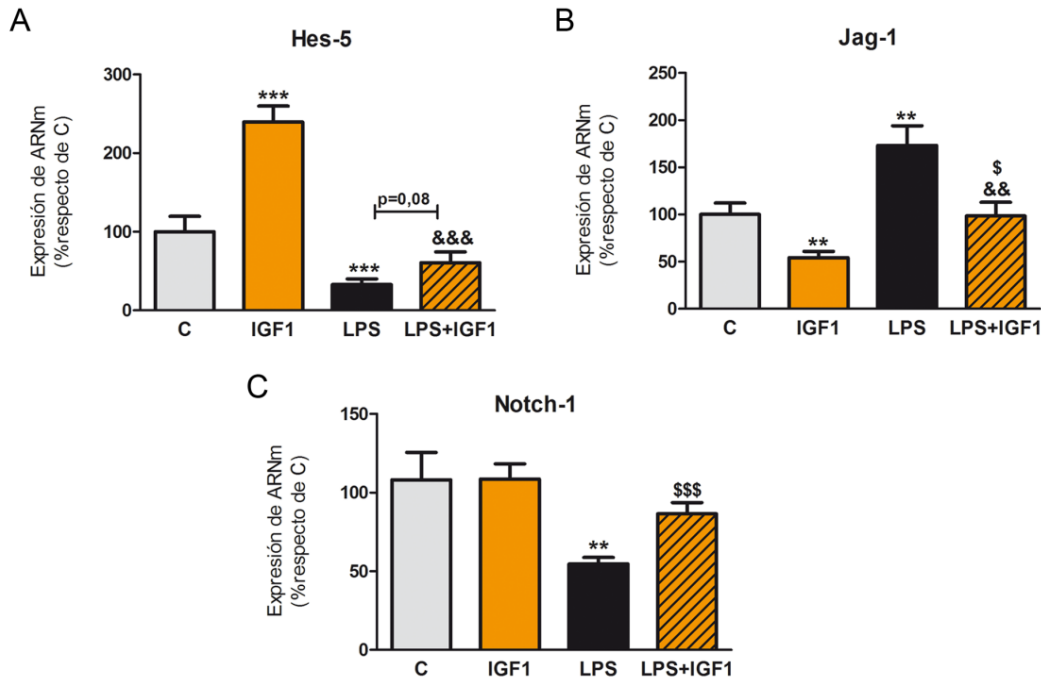 A
Hes-5
Expresión de ARNm
(%respecto de C)
300
200
100
0
***
***
p=0,08
&&&
C IGF1 LPS LPS+IGF1
B
Jag-1
Expresión de ARNm
(%respecto de C)
250
200
150
100
50
0
**
**
$
&&
C IGF1 LPS LPS+IGF1
C
Notch-1
Expresión de ARNm
(%respecto de C)
150
100
50
0
**
$$$
C IGF1 LPS LPS+IGF1